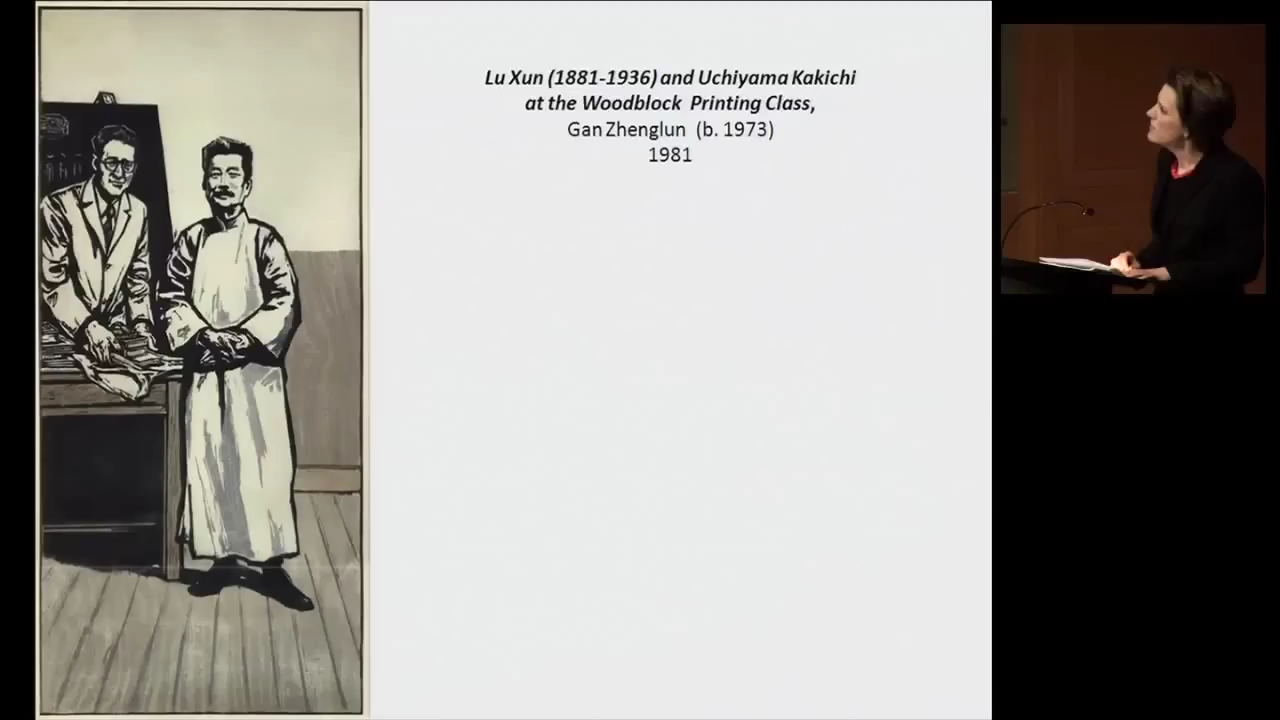 Lu Xun (1881-1936) and Uchiyama Kakichi
at the Woodblock Printing Class,
Gan Zhenglun (b. 1973)
1981